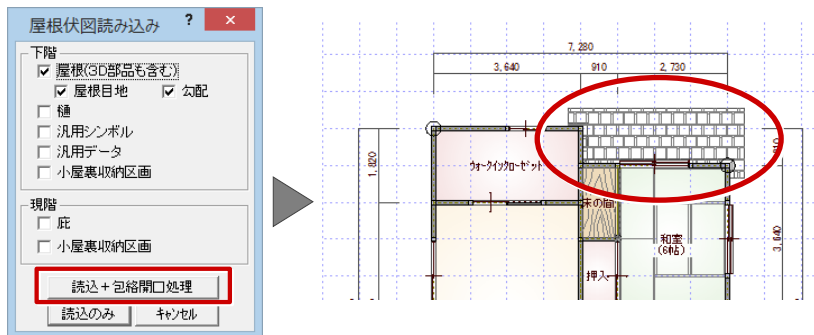 屋根伏図読み込み ? ×
下階
屋根(3D部品も含む)
屋根目地 勾配
樋
汎用シンボル
汎用データ
小屋裏収納区画
現階
庇
小屋裏収納区画
読込+包絡開口処理
読込のみ ｷｬﾝｾﾙ
7,280
3,640 910 2,730
1,820
ｳｫｰｸｲﾝｸﾛｰｾﾞｯﾄ
床の間
和室
(6帖)
押入
3,640